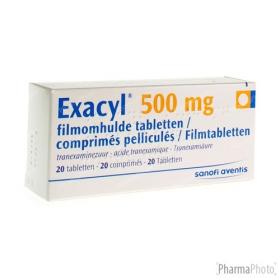 Exacyl® 500 mg
filmomhulde tabletten /
comprimés pelliculés / Filmtabletten
tranexaminezuur - acide tranexamique - Tranexamsäure
20 tabletten - 20 comprimés - 20 Tabletten
sanofi aventis
PharmaPhoto